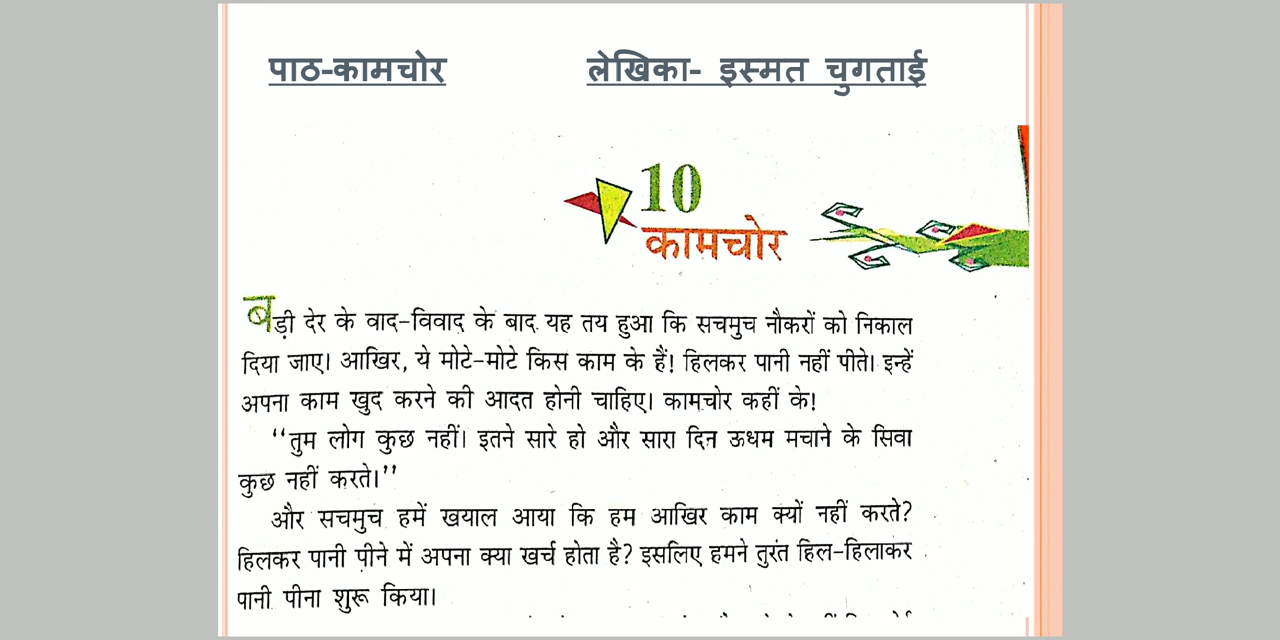 पाठ-कामचोर लेखिका- इस्मत चुगताई
10
कामचोर
बड़ी देर के वाद-विवाद के बाद यह तय हुआ कि सचमुच नौकरों को निकाल
दिया जाए। आखिर, ये मोटे-मोटे किस काम के हैं! हिलकर पानी नहीं पीते। इन्हें
अपना काम खुद करने की आदत होनी चाहिए। कामचोर कहीं के!
“तुम लोग कुछ नहीं। इतने सारे हो और सारा दिन ऊधम मचाने के सिवा
कुछ नहीं करते।”
और सचमुच हमें खयाल आया कि हम आखिर काम क्यों नहीं करते?
हिलकर पानी पीने में अपना क्या खर्च होता है? इसलिए हमने तुरंत हिल-हिलाकर
पानी पीना शुरू किया।